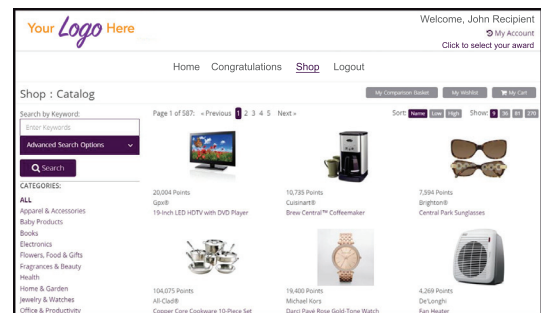 Your Logo Here
Welcome, John Recipient
My Account
Click to select your award
Home Congratulations Shop Logout
Shop : Catalog
My Comparison Basket My Wishlist My Cart
Search by Keyword:
Enter Keywords
Advanced Search Options
Search
CATEGORIES:
ALL
Apparel & Accessories
Baby Products
Books
Electronics
Flowers, Food & Gifts
Fragrances & Beauty
Health
Home & Garden
Jewelry & Watches
Office & Productivity
Page 1 of 587: « Previous 1 2 3 4 5 Next »
Sort: Name Low High Show: 9 36 81 270
20,004 Points
Gpx®
19-Inch LED HDTV with DVD Player
10,735 Points
Cuisinart®
Brew Central™ Coffeemaker
7,594 Points
Brighton®
Central Park Sunglasses
104,075 Points
All-Clad®
Copper Core Cookware 10-Piece Set
19,400 Points
Michael Kors
Darci Pavé Rose Gold-Tone Watch
4,269 Points
De'Longhi
Fan Heater